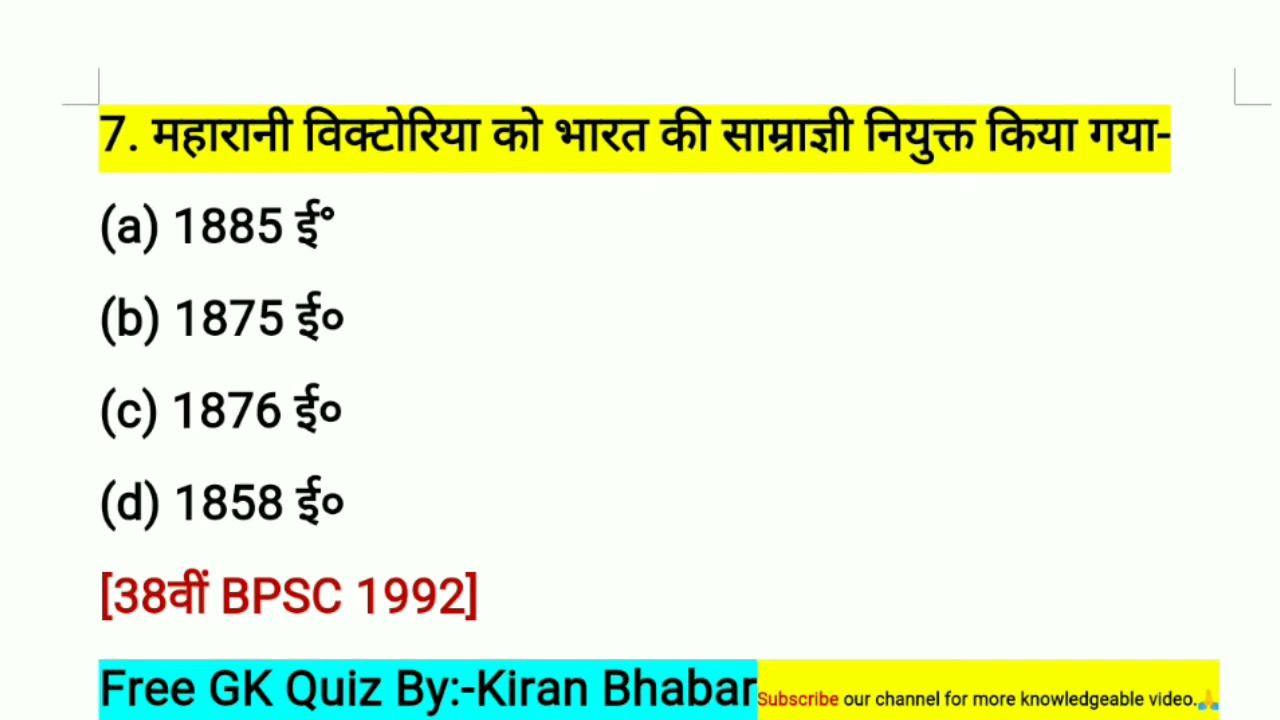 7. महारानी विक्टोरिया को भारत की साम्राज्ञी नियुक्त किया गया-
(a) 1885 ई°
(b) 1875 ई०
(c) 1876 ई०
(d) 1858 ई०
[38वीं BPSC 1992]
Free GK Quiz By:-Kiran Bhabar Subscribe our channel for more knowledgeable video.🙏